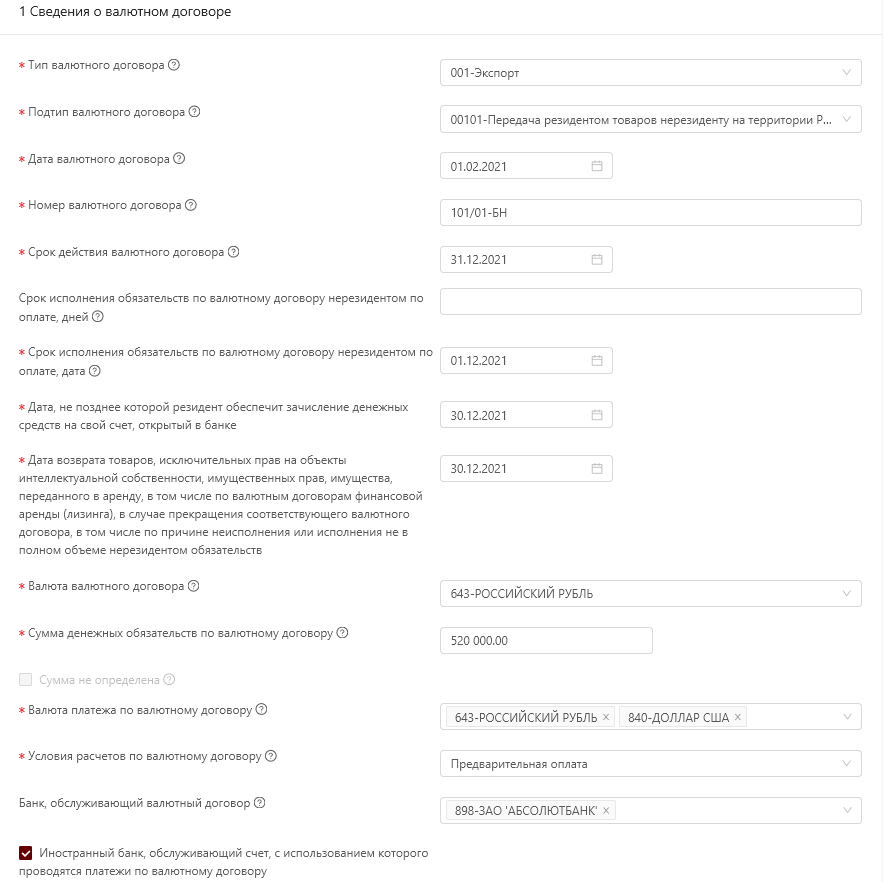 1 Сведения о валютном договоре
* Тип валютного договора
001-Экспорт
* Подтип валютного договора
00101-Передача резидентом товаров нерезиденту на территории Р...
* Дата валютного договора
01.02.2021
* Номер валютного договора
101/01-БН
* Срок действия валютного договора
31.12.2021
Срок исполнения обязательств по валютному договору нерезидентом по
оплате, дней
* Срок исполнения обязательств по валютному договору нерезидентом по
оплате, дата
01.12.2021
* Дата, не позднее которой резидент обеспечит зачисление денежных
средств на свой счет, открытый в банке
30.12.2021
* Дата возврата товаров, исключительных прав на объекты
интеллектуальной собственности, имущественных прав, имущества,
переданного в аренду, в том числе по валютным договорам финансовой
аренды (лизинга), в случае прекращения соответствующего валютного
договора, в том числе по причине неисполнения или исполнения не в
полном объеме нерезидентом обязательств
30.12.2021
* Валюта валютного договора
643-РОССИЙСКИЙ РУБЛЬ
* Сумма денежных обязательств по валютному договору
520 000.00
Сумма не определена
* Валюта платежа по валютному договору
643-РОССИЙСКИЙ РУБЛЬ × 840-ДОЛЛАР США ×
* Условия расчетов по валютному договору
Предварительная оплата
Банк, обслуживающий валютный договор
898-ЗАО 'АБСОЛЮТБАНК' ×
Иностранный банк, обслуживающий счет, с использованием которого
проводятся платежи по валютному договору